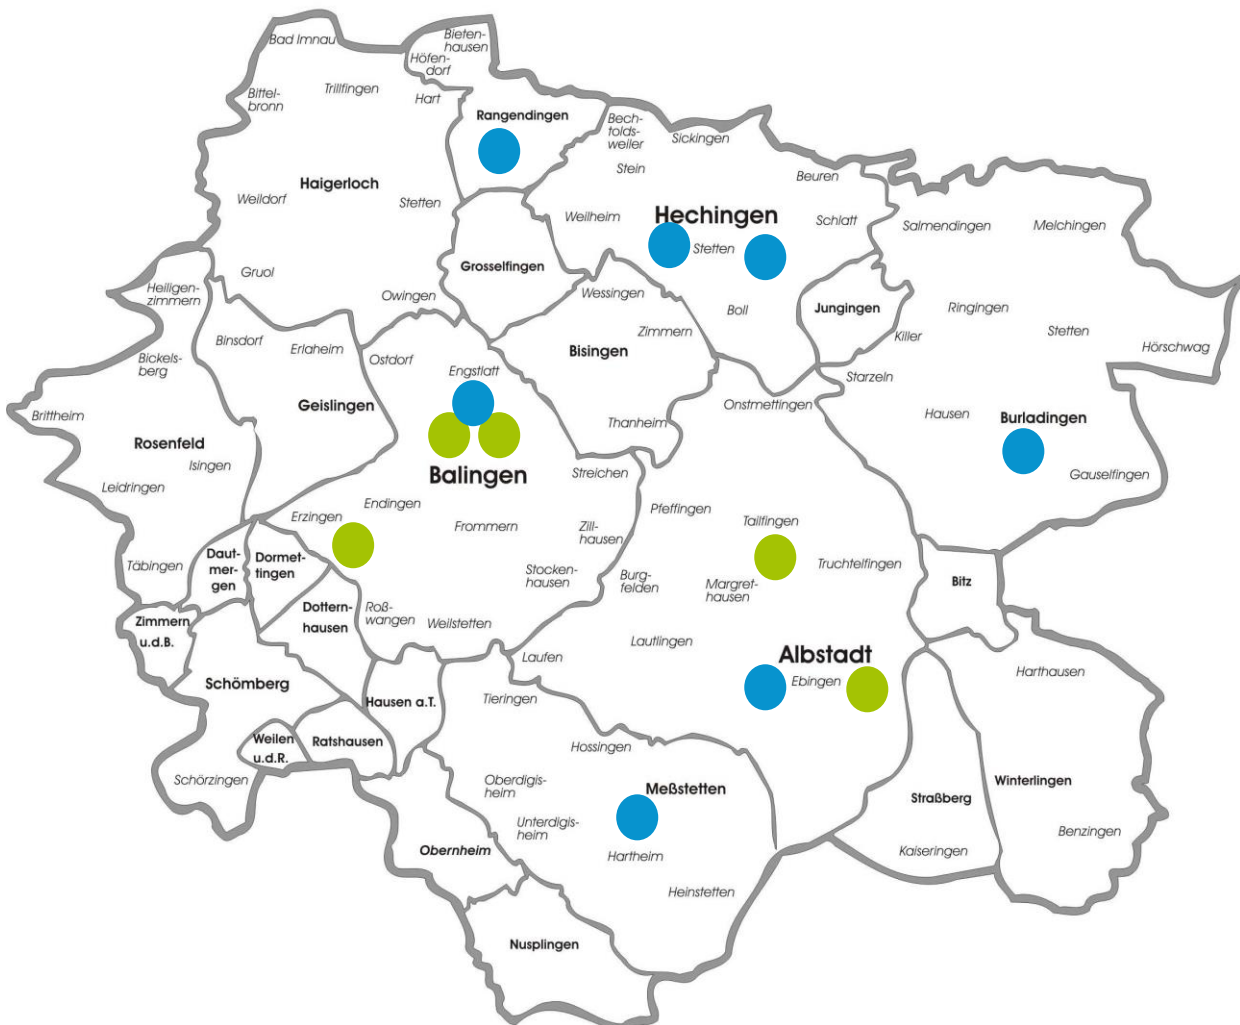 Bad Imnau
Bieten-
hausen
Höfen-
dorf
Trillfingen
Bittel-
bronn
Hart
Rangendingen
Bech-
toldsweiler
Sickingen
Stein
Beuren
Haigerloch
Weildorf
Stetten
Weilheim
Hechingen
Schlatt
Stetten
Salmendingen
Melchingen
Gruol
Grosselfingen
Heiligen-
zimmern
Owingen
Wessingen
Boll
Jungingen
Ringingen
Binsdorf
Erlaheim
Ostdorf
Zimmern
Bisingen
Killer
Stetten
Hörschwag
Bickels-
berg
Engstlatt
Starzeln
Geislingen
Onstmettingen
Brittheim
Thanheim
Hausen
Burladingen
Rosenfeld
Isingen
Balingen
Streichen
Gauselfingen
Leidringen
Endingen
Erzingen
Frommern
Pfeffingen
Tailfingen
Zill-
hausen
Täbingen
Daut-
mer-
gen
Dormet-
tingen
Stocken-
hausen
Burg-
felden
Margret-
hausen
Truchtelfingen
Bitz
Zimmern
u.d.B.
Dottern-
hausen
Roß-
wangen
Weilstetten
Lautlingen
Laufen
Albstadt
Ebingen
Harthausen
Schömberg
Hausen a.T.
Tieringen
Weilen
u.d.R.
Ratshausen
Hossingen
Schörzingen
Oberdigis-
heim
Meßstetten
Winterlingen
Straßberg
Unterdigis-
heim
Benzingen
Obernheim
Hartheim
Kaiseringen
Heinstetten
Nusplingen